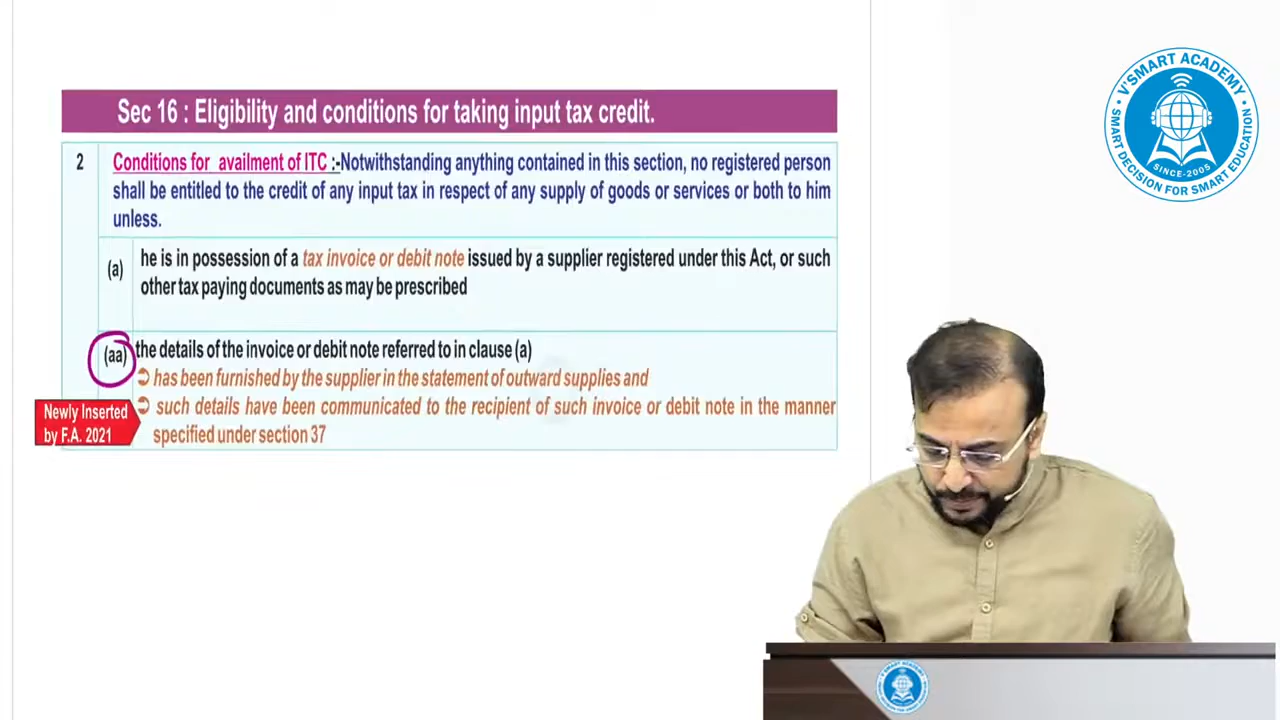 Sec 16 : Eligibility and conditions for taking input tax credit.
2 Conditions for availment of ITC :-Notwithstanding anything contained in this section, no registered person
shall be entitled to the credit of any input tax in respect of any supply of goods or services or both to him
unless.
(a) he is in possession of a tax invoice or debit note issued by a supplier registered under this Act, or such
other tax paying documents as may be prescribed
(aa) the details of the invoice or debit note referred to in clause (a)
➲ has been furnished by the supplier in the statement of outward supplies and
➲ such details have been communicated to the recipient of such invoice or debit note in the manner
specified under section 37
Newly Inserted
by F.A. 2021
V'SMART ACADEMY
SINCE-2005
SMART DECISION FOR SMART EDUCATION
V'SMART ACADEMY